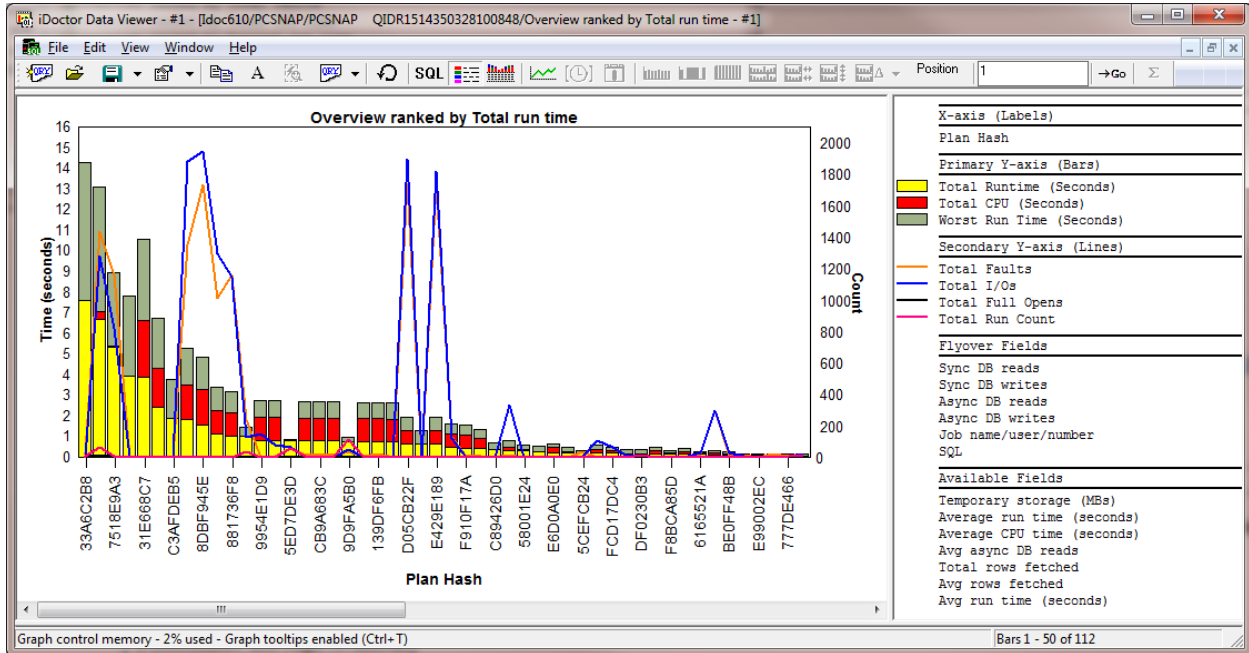 iDoctor Data Viewer - #1 - [Idoc610/PCSNAP/PCSNAP QIDR1514350328100848/Overview ranked by Total run time - #1]
File Edit View Window Help
QRY A QRY SQL Position 1 →Go Σ
Overview ranked by Total run time
Time (seconds)
16
15
14
13
12
11
10
9
8
7
6
5
4
3
2
1
0
2000
1800
1600
1400
1200
1000
800
600
400
200
0
Count
33A6C2B8
7518E9A3
31E668C7
C3AFDEB5
8DBF945E
881736F8
9954E1D9
5ED7DE3D
CB9A683C
9D9FA5B0
139DF6FB
D05CB22F
E429E189
F910F17A
C89426D0
58001E24
E6D0A0E0
5CEFCB24
FCD17DC4
DF0230B3
F8BCA85D
6165521A
BE0FF48B
E99002EC
777DE466
Plan Hash
X-axis (Labels)
Plan Hash
Primary Y-axis (Bars)
Total Runtime (Seconds)
Total CPU (Seconds)
Worst Run Time (Seconds)
Secondary Y-axis (Lines)
Total Faults
Total I/Os
Total Full Opens
Total Run Count
Flyover Fields
Sync DB reads
Sync DB writes
Async DB reads
Async DB writes
Job name/user/number
SQL
Available Fields
Temporary storage (MBs)
Average run time (seconds)
Average CPU time (seconds)
Avg async DB reads
Total rows fetched
Avg rows fetched
Avg run time (seconds)
Graph control memory - 2% used - Graph tooltips enabled (Ctrl+T)
Bars 1 - 50 of 112